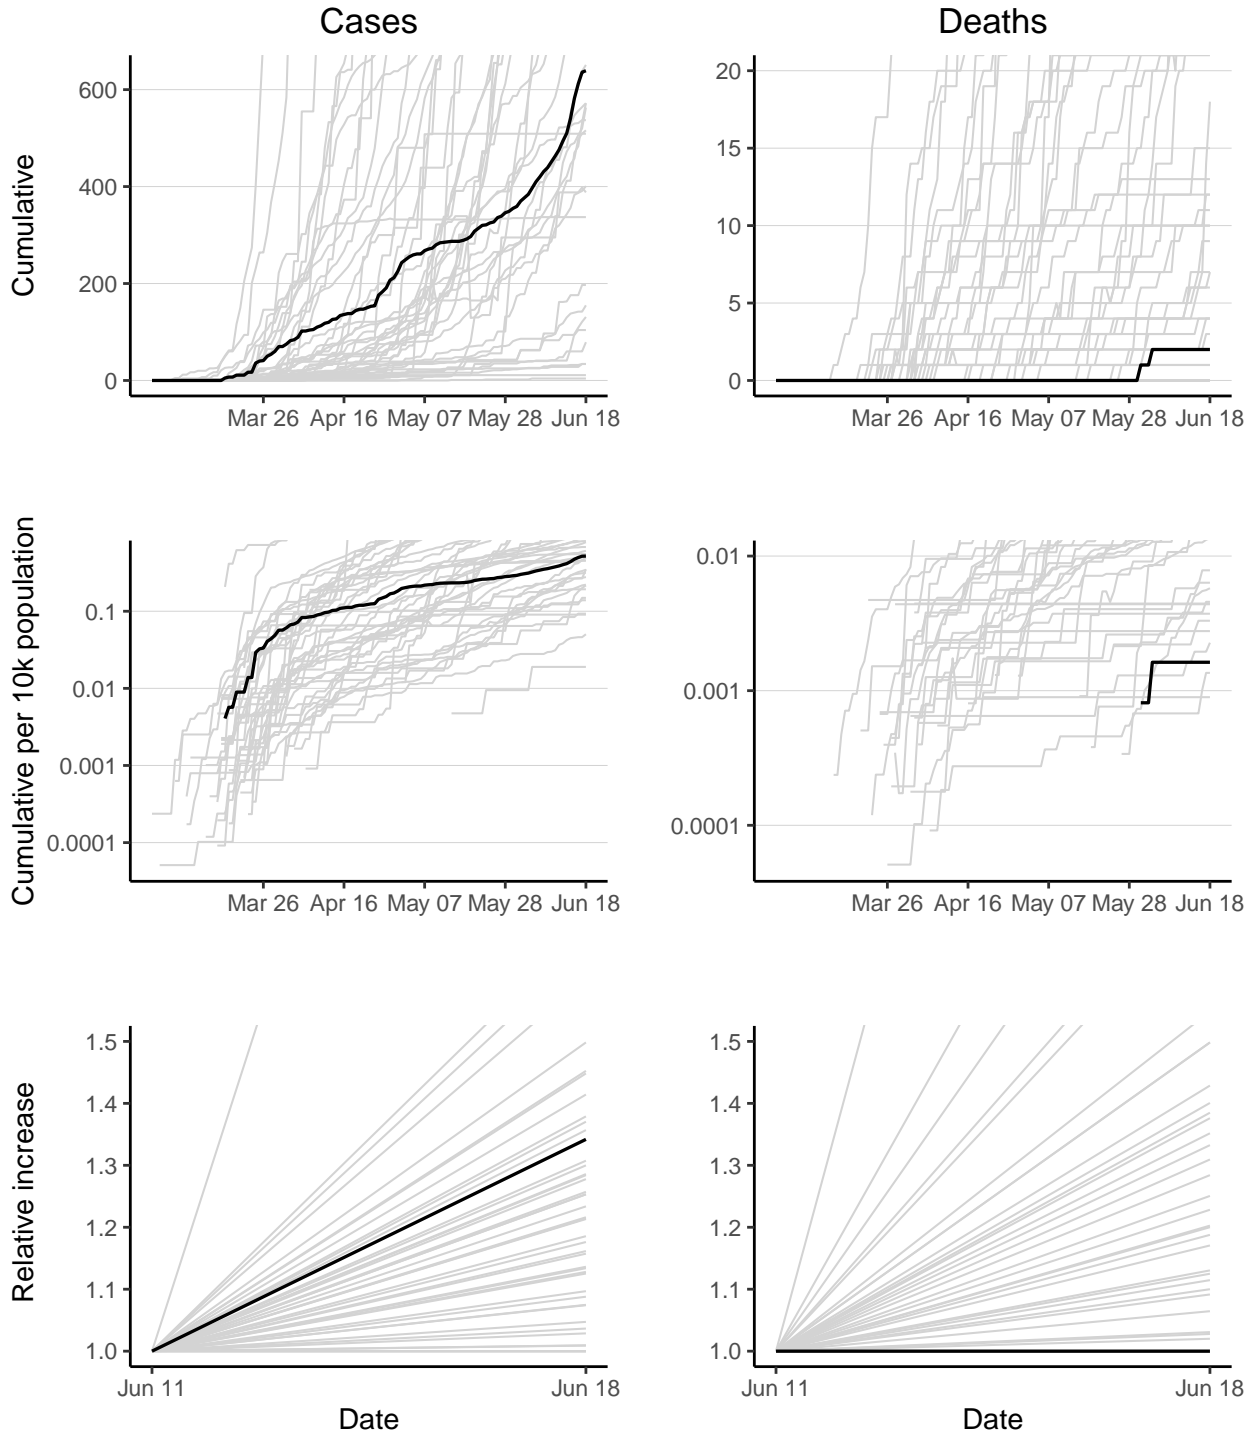 Cases
Deaths
Cumulative
600
400
200
0
Mar 26 Apr 16 May 07 May 28 Jun 18
20
15
10
5
0
Mar 26 Apr 16 May 07 May 28 Jun 18
Cumulative per 10k population
0.1
0.01
0.001
0.0001
Mar 26 Apr 16 May 07 May 28 Jun 18
0.01
0.001
0.0001
Mar 26 Apr 16 May 07 May 28 Jun 18
Relative increase
1.5
1.4
1.3
1.2
1.1
1.0
Jun 11 Jun 18
Date
1.5
1.4
1.3
1.2
1.1
1.0
Jun 11 Jun 18
Date